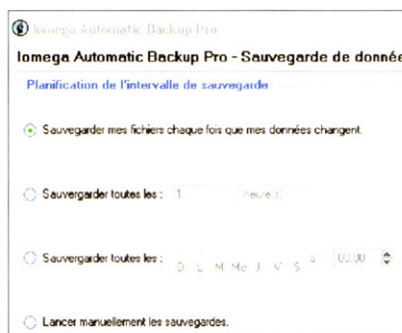 Iomega Automatic Backup Pro
Iomega Automatic Backup Pro - Sauvegarde de donnée
Planification de l'intervalle de sauvegarde
Sauvegarder mes fichiers chaque fois que mes données changent.
Sauvergarder toutes les : 1 heure(s)
Sauvergarder toutes les : D L M Me J V S à 00:00
Lancer manuellement les sauvegardes.